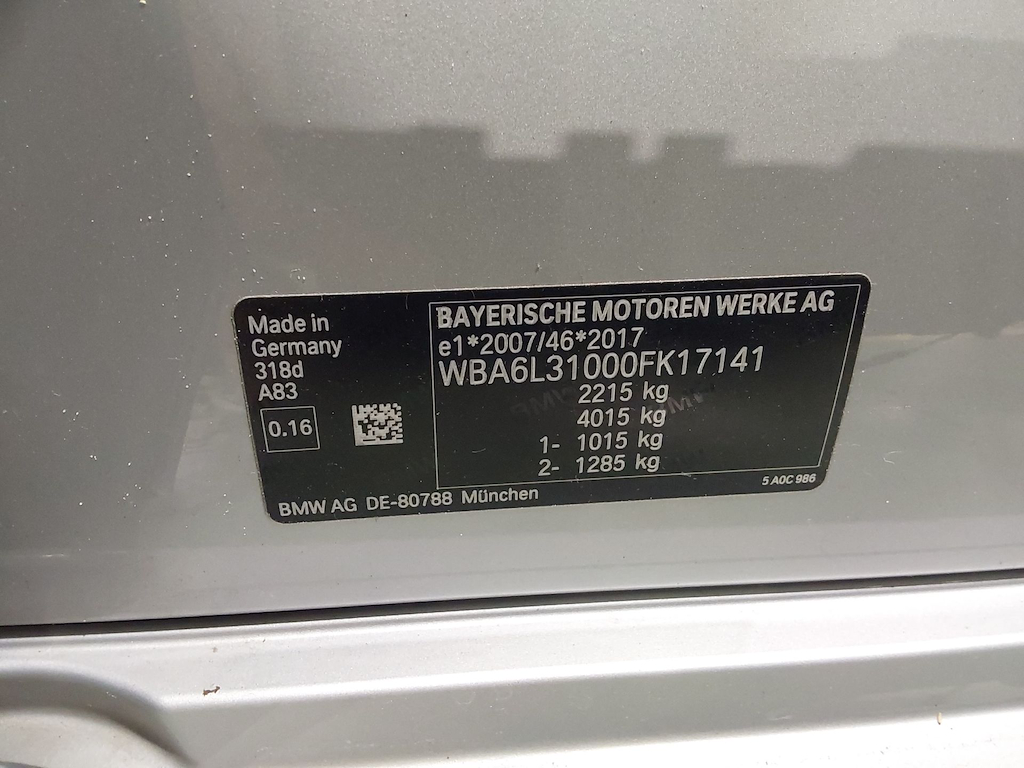 Made in
Germany
318d
A83
0.16
BAYERISCHE MOTOREN WERKE AG
e1*2007/46*2017
WBA6L31000FK17141
2215 kg
4015 kg
1- 1015 kg
2- 1285 kg
BMW AG DE-80788 München
5 A0C 986